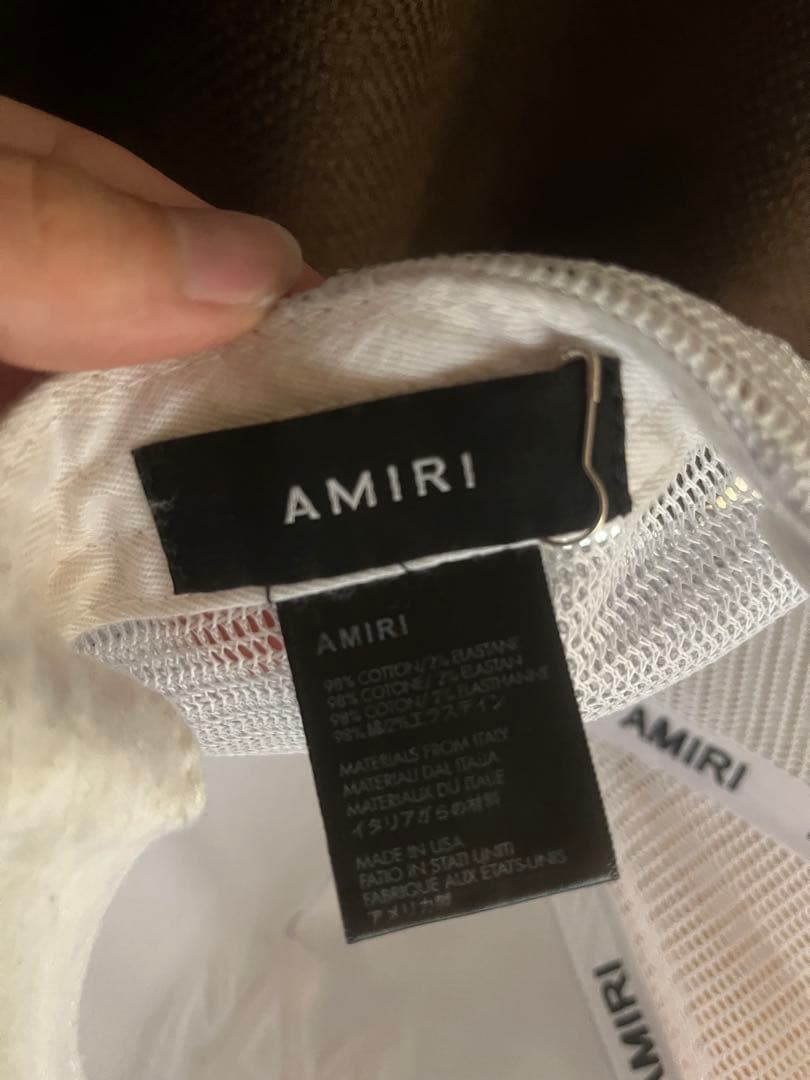 AMIRI
AMIRI
98% COTTON/2% ELASTANE
98% COTONE/2% ELASTAN
98% COTON/2% ELASTHANNE
98% 綿/2%エラスティン
MATERIALS FROM ITALY
MATERIALI DAL ITALIA
MATERIAUX DU ITALIE
イタリアからの材料
MADE IN USA
FATIO IN STATI UNITI
FABRIQUE AUX ETATS-UNIS
アメリカ製
AMIRI
AMIRI